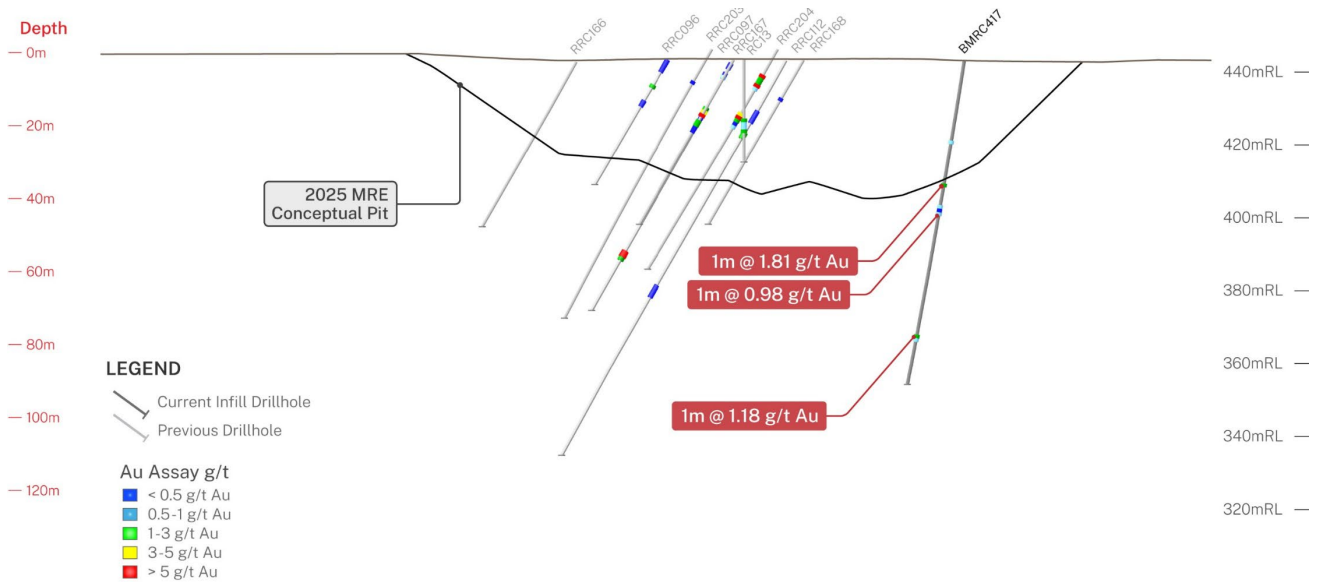 Depth
0m
20m
40m
60m
80m
100m
120m
RRC166
RRC096
RRC203
RRC097
RRC167
RC13
RRC204
RRC112
RRC168
BMRC417
440mRL
420mRL
400mRL
380mRL
360mRL
340mRL
320mRL
2025 MRE
Conceptual Pit
1m @ 1.81 g/t Au
1m @ 0.98 g/t Au
1m @ 1.18 g/t Au
LEGEND
Current Infill Drillhole
Previous Drillhole
Au Assay g/t
< 0.5 g/t Au
0.5-1 g/t Au
1-3 g/t Au
3-5 g/t Au
> 5 g/t Au